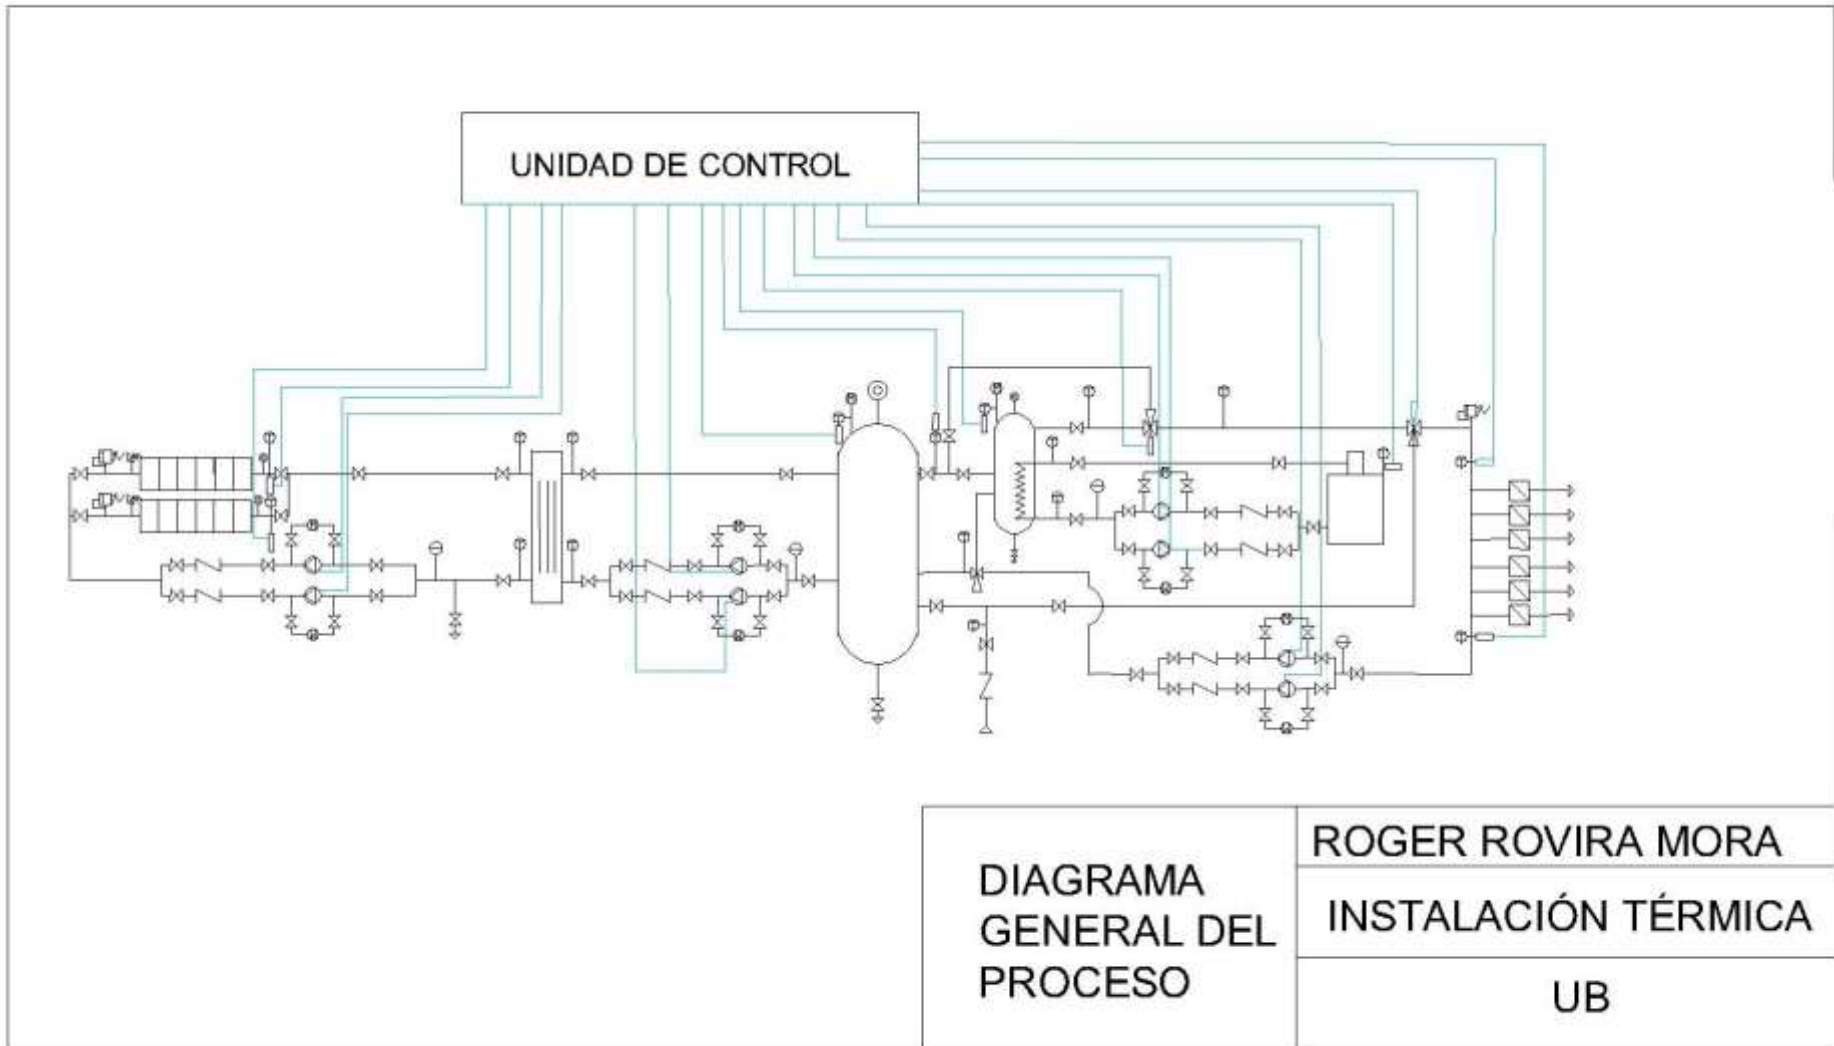 UNIDAD DE CONTROL
DIAGRAMA
GENERAL DEL
PROCESO
ROGER ROVIRA MORA
INSTALACIÓN TÉRMICA
UB